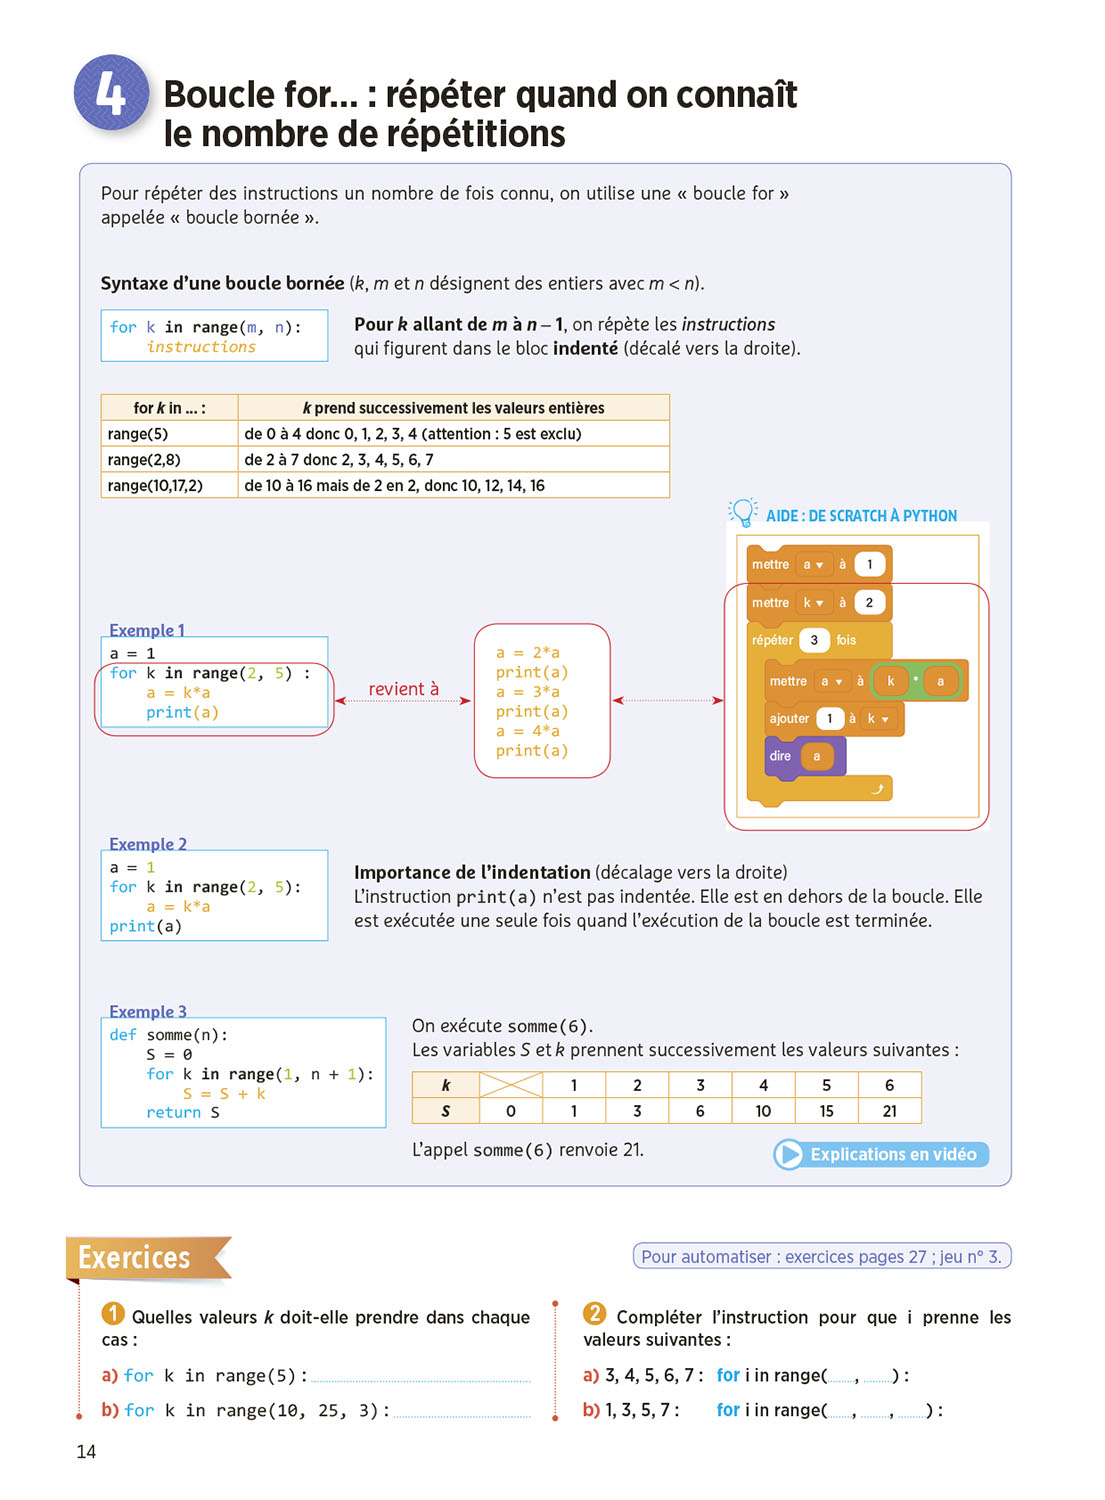 4
Boucle for... : répéter quand on connaît
le nombre de répétitions
Pour répéter des instructions un nombre de fois connu, on utilise une « boucle for »
appelée « boucle bornée ».
Syntaxe d’une boucle bornée (k, m et n désignent des entiers avec m < n).
for k in range(m, n):
instructions
Pour k allant de m à n – 1, on répète les instructions
qui figurent dans le bloc indenté (décalé vers la droite).
for k in ... : k prend successivement les valeurs entières
range(5) de 0 à 4 donc 0, 1, 2, 3, 4 (attention : 5 est exclu)
range(2,8) de 2 à 7 donc 2, 3, 4, 5, 6, 7
range(10,17,2) de 10 à 16 mais de 2 en 2, donc 10, 12, 14, 16
AIDE : DE SCRATCH À PYTHON
mettre a à 1
mettre k à 2
répéter 3 fois
mettre a à k * a
ajouter 1 à k
dire a
Exemple 1
a = 1
for k in range(2, 5) :
a = k*a
print(a)
revient à
a = 2*a
print(a)
a = 3*a
print(a)
a = 4*a
print(a)
Exemple 2
a = 1
for k in range(2, 5):
a = k*a
print(a)
Importance de l’indentation (décalage vers la droite)
L’instruction print(a) n’est pas indentée. Elle est en dehors de la boucle. Elle
est exécutée une seule fois quand l’exécution de la boucle est terminée.
Exemple 3
def somme(n):
S = 0
for k in range(1, n + 1):
S = S + k
return S
On exécute somme(6).
Les variables S et k prennent successivement les valeurs suivantes :
k 1 2 3 4 5 6
S 0 1 3 6 10 15 21
L’appel somme(6) renvoie 21.
Explications en vidéo
Exercices
Pour automatiser : exercices pages 27 ; jeu n° 3.
1 Quelles valeurs k doit-elle prendre dans chaque
cas :
a) for k in range(5) :
b) for k in range(10, 25, 3) :
2 Compléter l’instruction pour que i prenne les
valeurs suivantes :
a) 3, 4, 5, 6, 7 : for i in range(......, .......) :
b) 1, 3, 5, 7 : for i in range(......, ......., .......) :
14